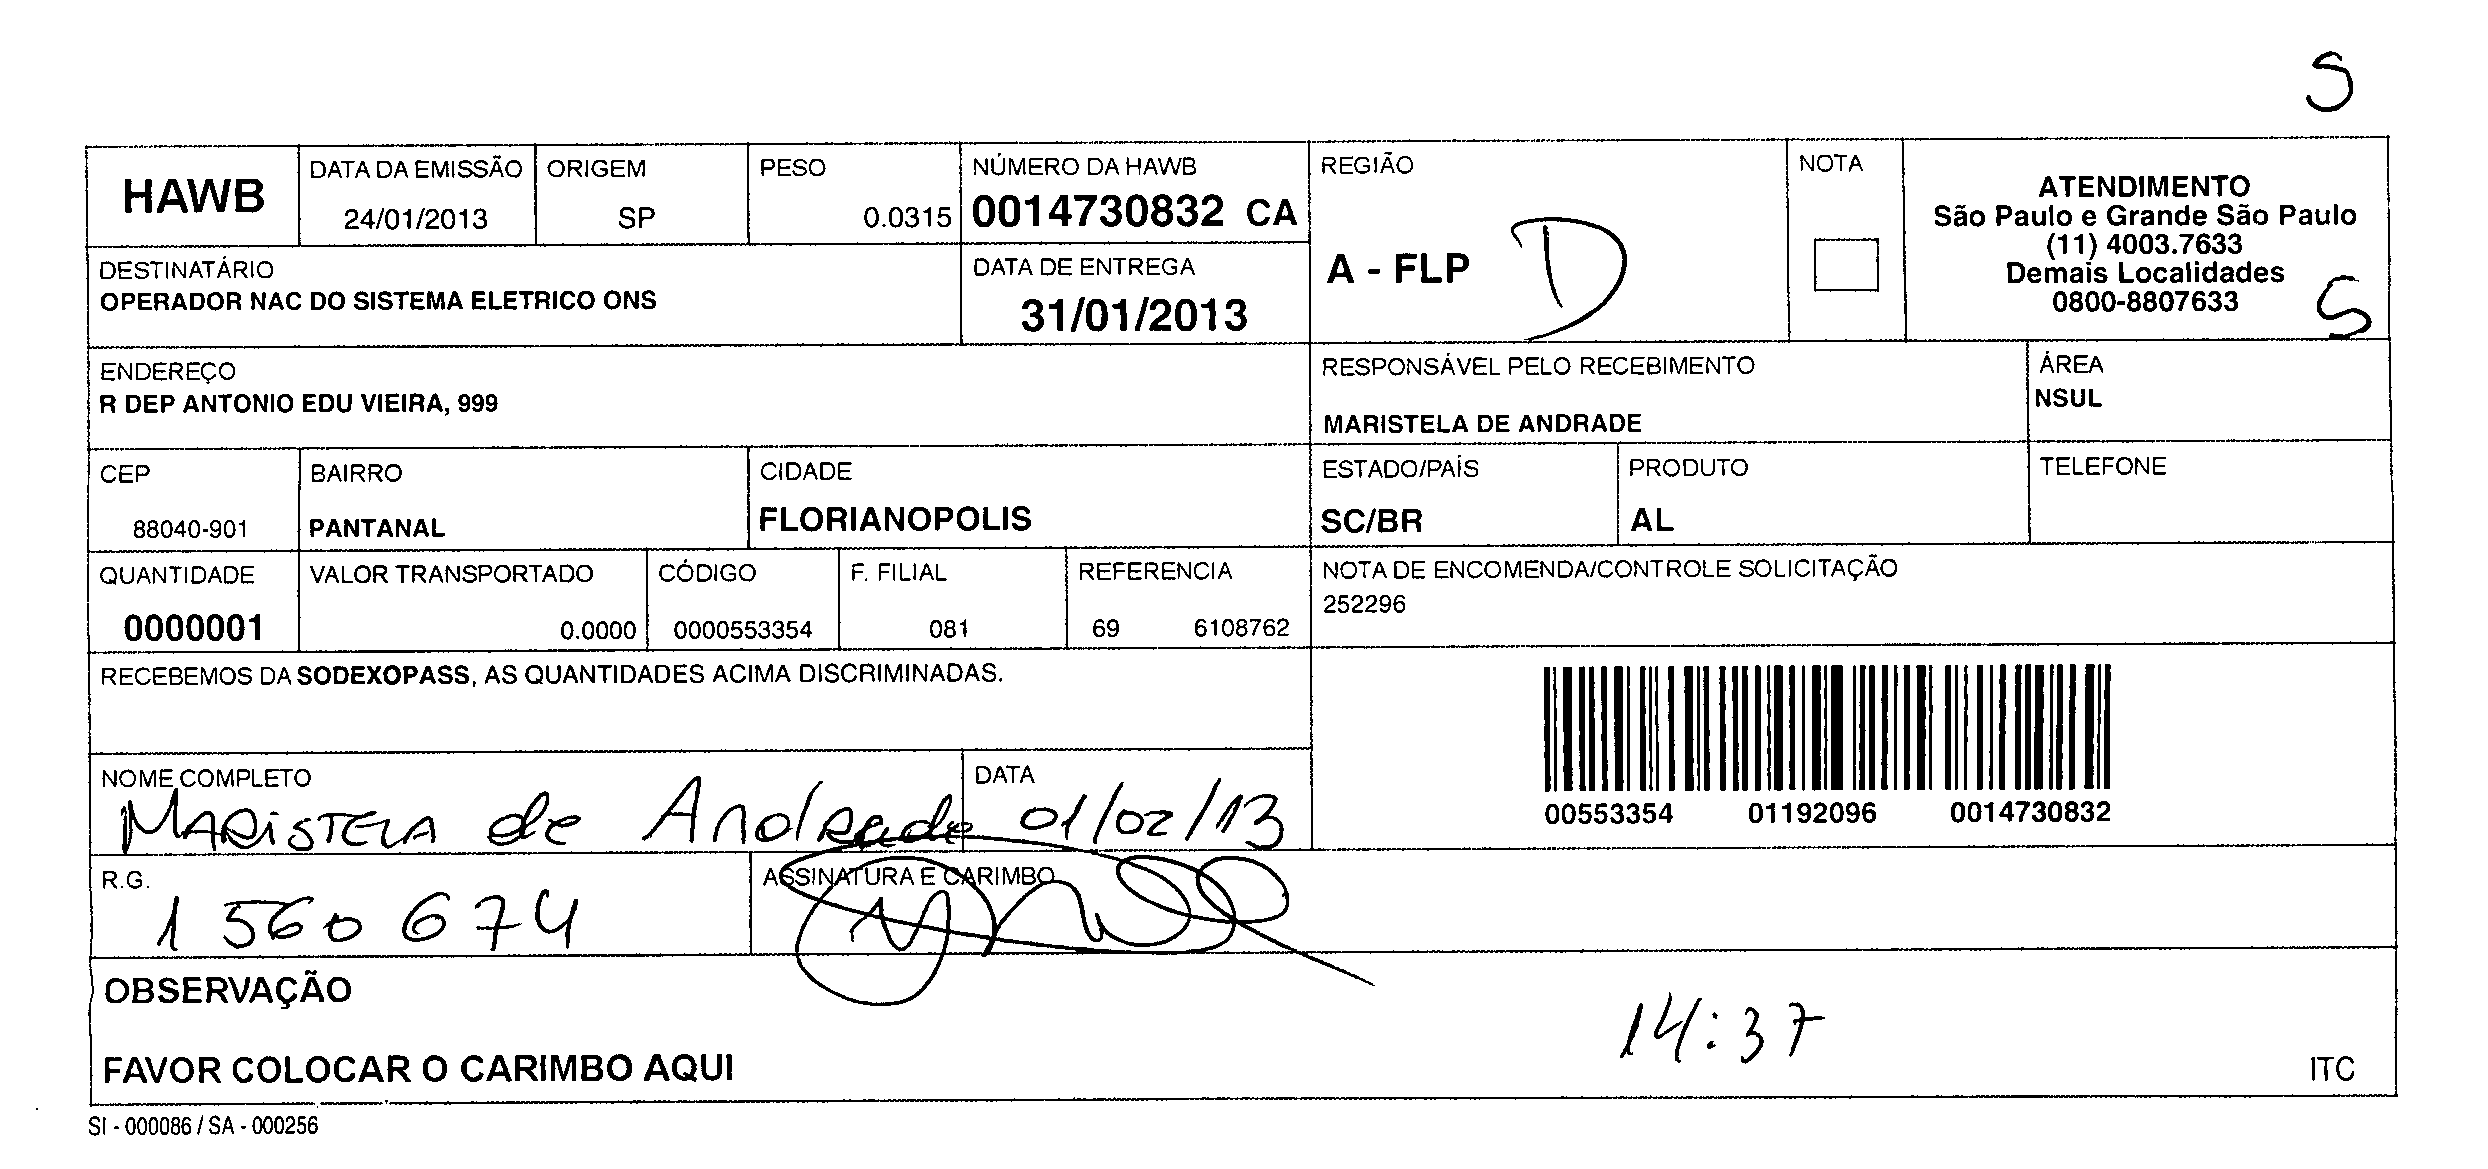 S
HAWB
DATA DA EMISSÃO
24/01/2013
ORIGEM
SP
PESO
0.0315
NÚMERO DA HAWB
0014730832 CA
REGIÃO
A - FLP D
NOTA
ATENDIMENTO
São Paulo e Grande São Paulo
(11) 4003.7633
Demais Localidades
0800-8807633
S
DESTINATÁRIO
OPERADOR NAC DO SISTEMA ELETRICO ONS
DATA DE ENTREGA
31/01/2013
ENDEREÇO
R DEP ANTONIO EDU VIEIRA, 999
RESPONSÁVEL PELO RECEBIMENTO
MARISTELA DE ANDRADE
ÁREA
NSUL
CEP
88040-901
BAIRRO
PANTANAL
CIDADE
FLORIANOPOLIS
ESTADO/PAÍS
SC/BR
PRODUTO
AL
TELEFONE
QUANTIDADE
0000001
VALOR TRANSPORTADO
0.0000
CÓDIGO
0000553354
F. FILIAL
081
REFERENCIA
69 6108762
NOTA DE ENCOMENDA/CONTROLE SOLICITAÇÃO
252296
RECEBEMOS DA SODEXOPASS, AS QUANTIDADES ACIMA DISCRIMINADAS.
00553354 01192096 0014730832
NOME COMPLETO
MARISTELA de Andrade
DATA
01/02/13
R.G.
1 560 674
ASSINATURA E CARIMBO
OBSERVAÇÃO
14:37
FAVOR COLOCAR O CARIMBO AQUI
ITC
SI - 000086 / SA - 000256